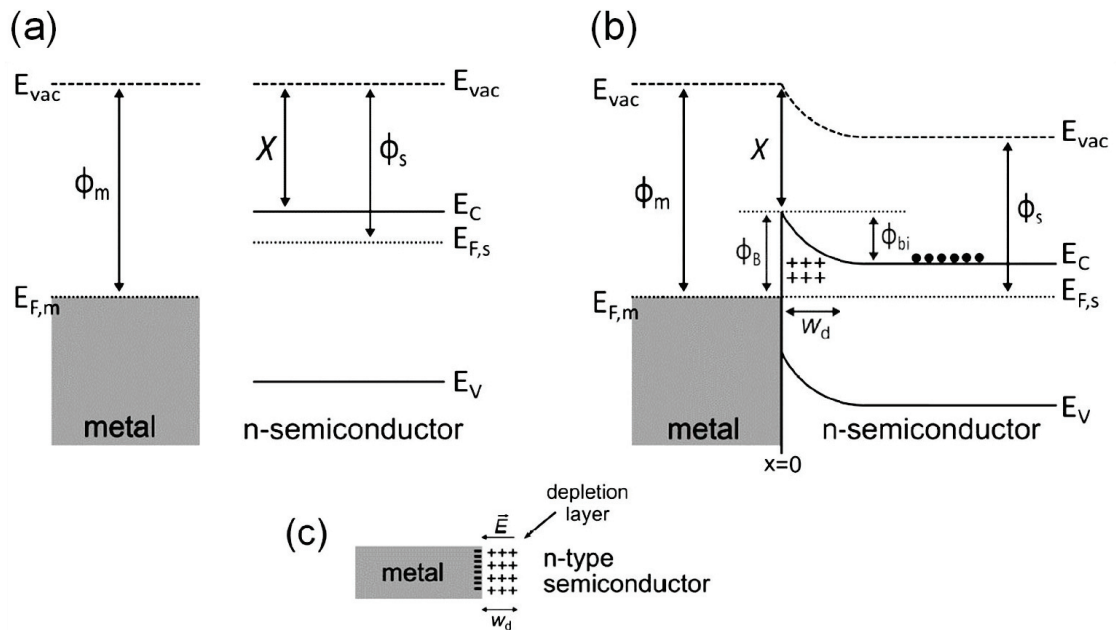 (a)
E_vac
E_vac
χ
ϕ_s
ϕ_m
E_C
E_F,s
E_F,m
E_V
metal
n-semiconductor
(b)
E_vac
E_vac
χ
ϕ_m
ϕ_s
ϕ_bi
ϕ_B
E_C
+++
+++
E_F,s
E_F,m
w_d
E_V
metal
n-semiconductor
x=0
(c)
depletion
layer
E⃗
metal
+++
+++
+++
+++
n-type
semiconductor
w_d